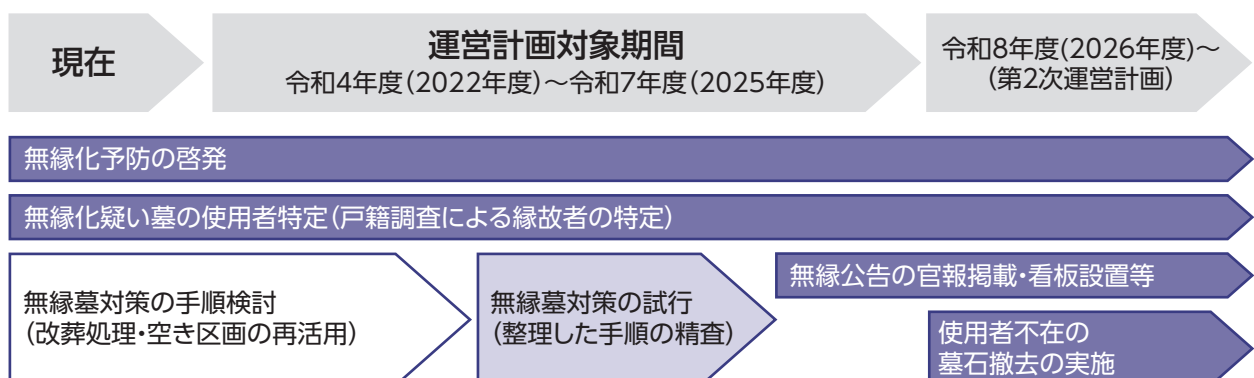 現在
運営計画対象期間
令和4年度(2022年度)～令和7年度(2025年度)
令和8年度(2026年度)～
(第2次運営計画)
無縁化予防の啓発
無縁化疑い墓の使用者特定(戸籍調査による縁故者の特定)
無縁墓対策の手順検討
(改葬処理・空き区画の再活用)
無縁墓対策の試行
(整理した手順の精査)
無縁公告の官報掲載・看板設置等
使用者不在の
墓石撤去の実施